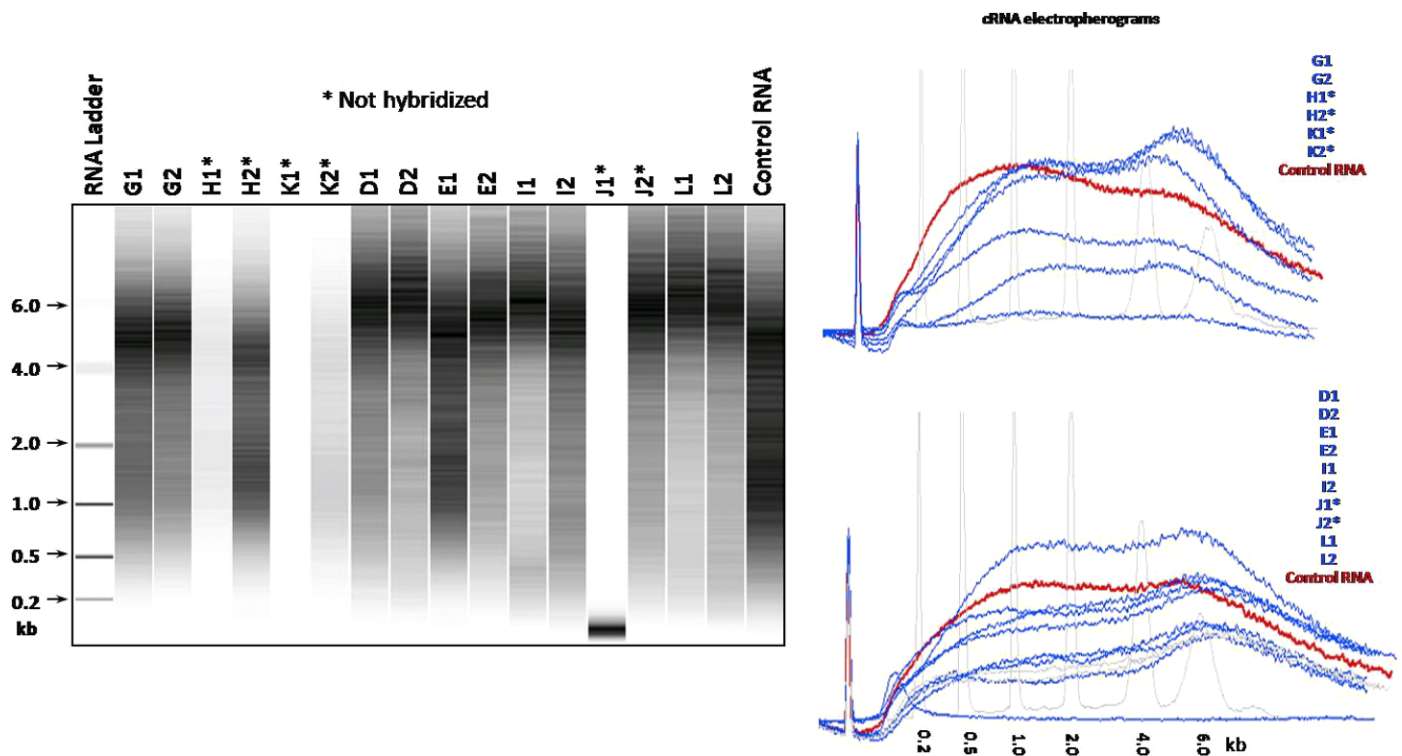 * Not hybridized
RNA Ladder
G1
G2
H1*
H2*
K1*
K2*
D1
D2
E1
E2
I1
I2
J1*
J2*
L1
L2
Control RNA
6.0
4.0
2.0
1.0
0.5
0.2
kb
cRNA electropherograms
G1
G2
H1*
H2*
K1*
K2*
Control RNA
D1
D2
E1
E2
I1
I2
J1*
J2*
L1
L2
Control RNA
0.2
0.5
1.0
2.0
4.0
6.0
kb